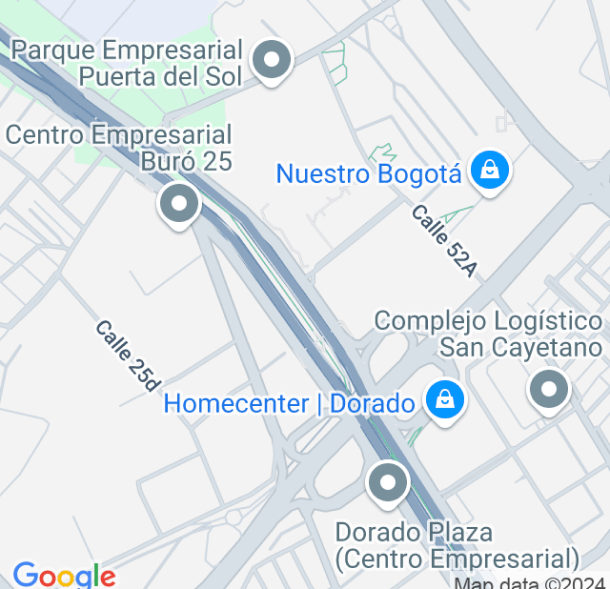 Parque Empresarial
Puerta del Sol
Centro Empresarial
Buró 25
Nuestro Bogotá
Calle 52A
Complejo Logístico
San Cayetano
Calle 25d
Homecenter | Dorado
Dorado Plaza
(Centro Empresarial)
Google
Map data ©2024